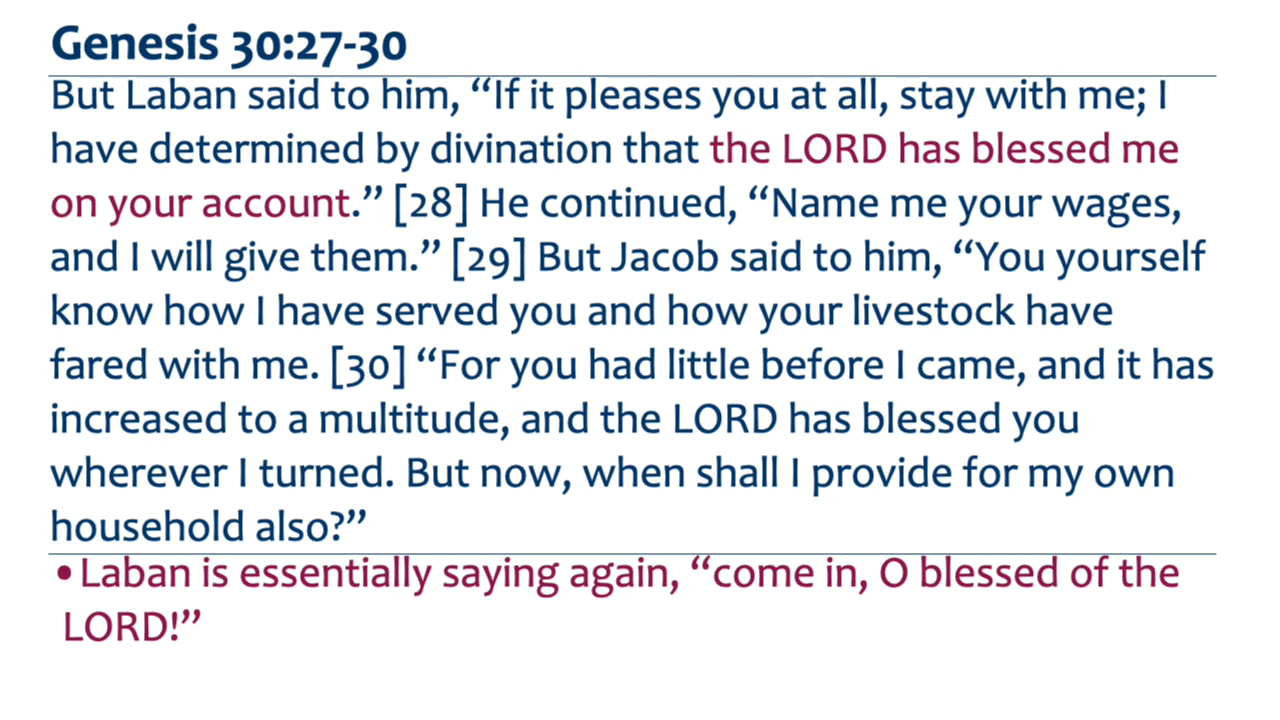 Genesis 30:27-30
But Laban said to him, “If it pleases you at all, stay with me; I
have determined by divination that the LORD has blessed me
on your account.” [28] He continued, “Name me your wages,
and I will give them.” [29] But Jacob said to him, “You yourself
know how I have served you and how your livestock have
fared with me. [30] “For you had little before I came, and it has
increased to a multitude, and the LORD has blessed you
wherever I turned. But now, when shall I provide for my own
household also?”
•Laban is essentially saying again, “come in, O blessed of the
LORD!”